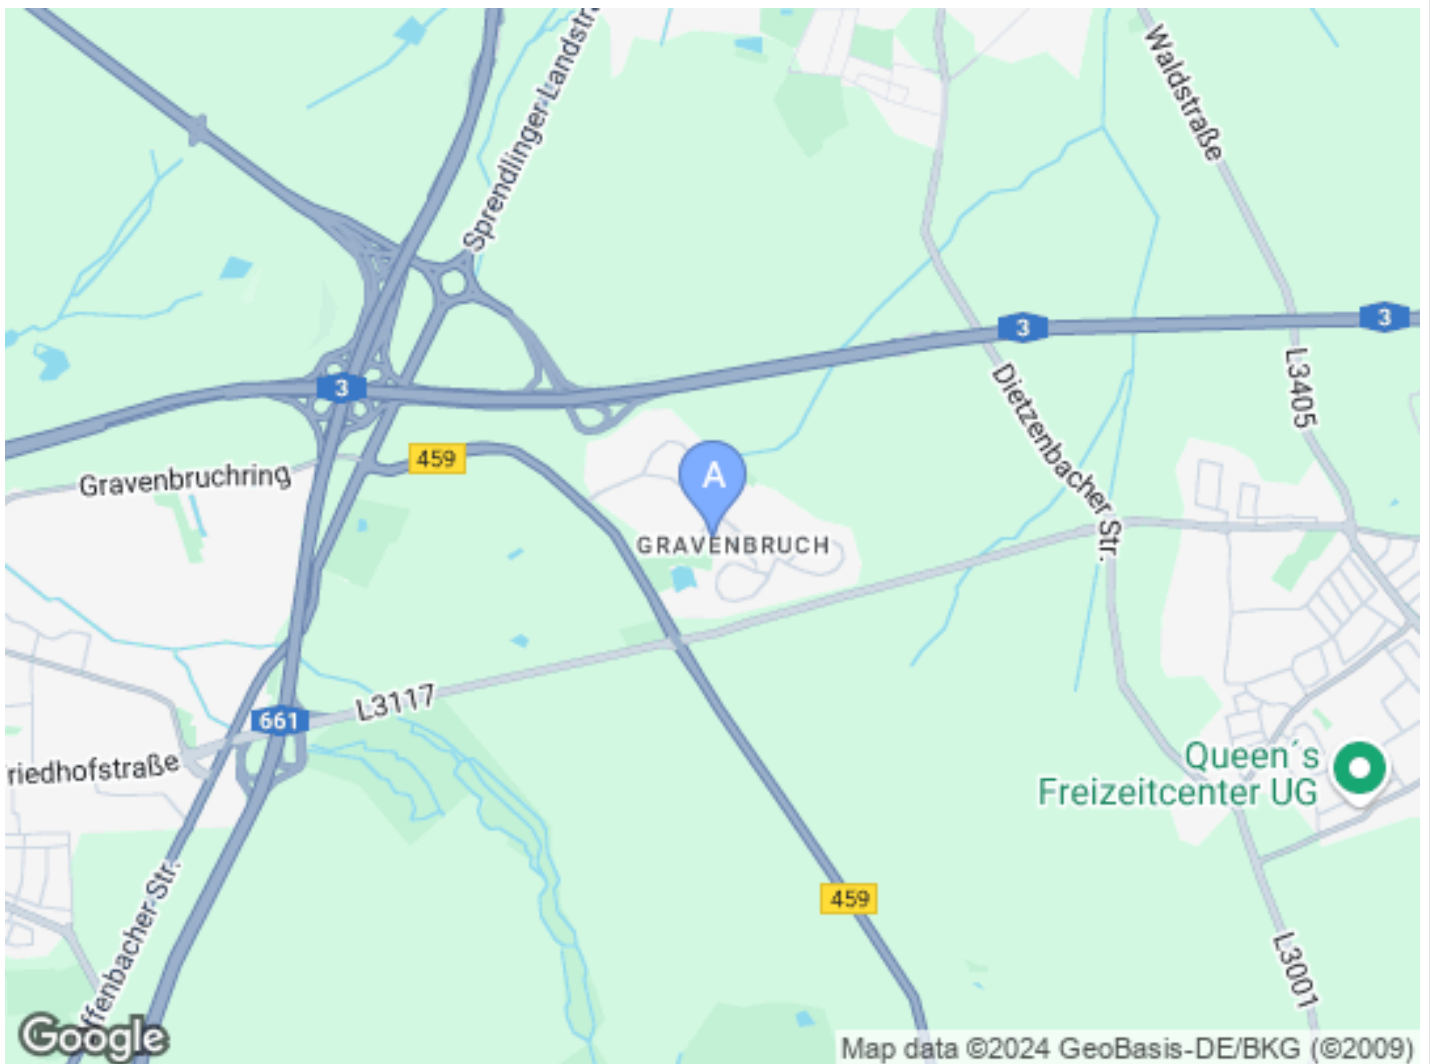 Sprendlinger Landstra
Waldstraße
3
3
3
L3405
Dietzenbacher Str.
459
Gravenbruchring
A
GRAVENBRUCH
L3117
661
riedhofstraße
Queen´s
Freizeitcenter UG
459
ffenbacher Str.
L3001
Google
Map data ©2024 GeoBasis-DE/BKG (©2009)